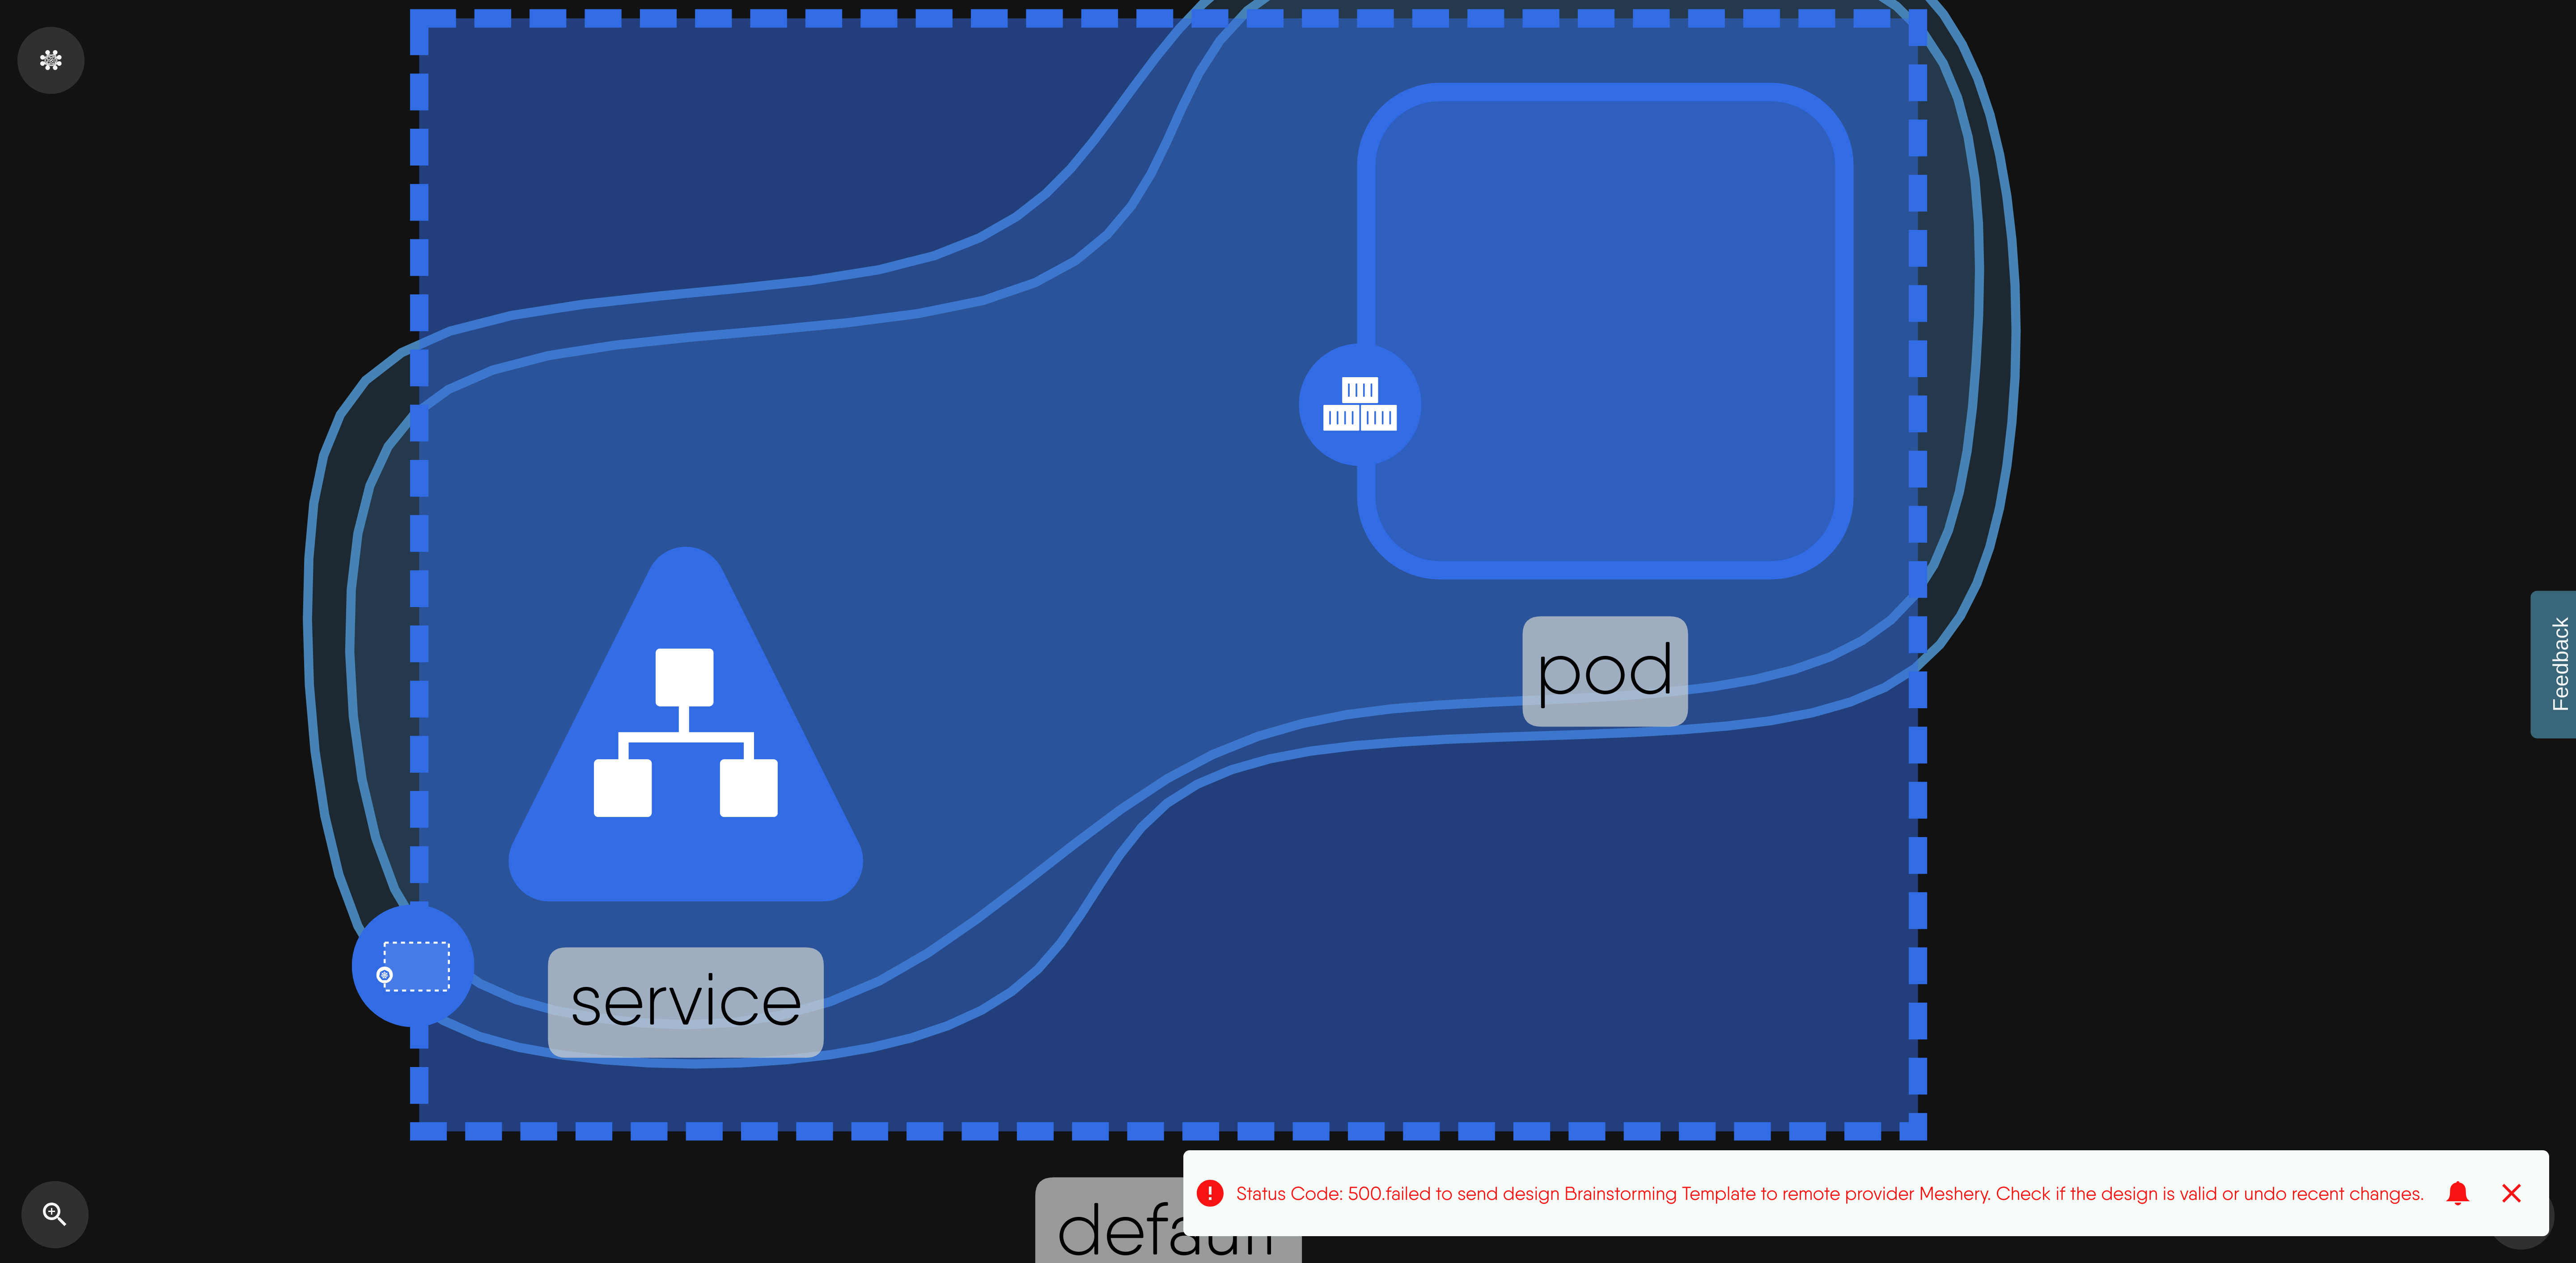 pod
Feedback
service
default
Status Code: 500.failed to send design Brainstorming Template to remote provider Meshery. Check if the design is valid or undo recent changes.